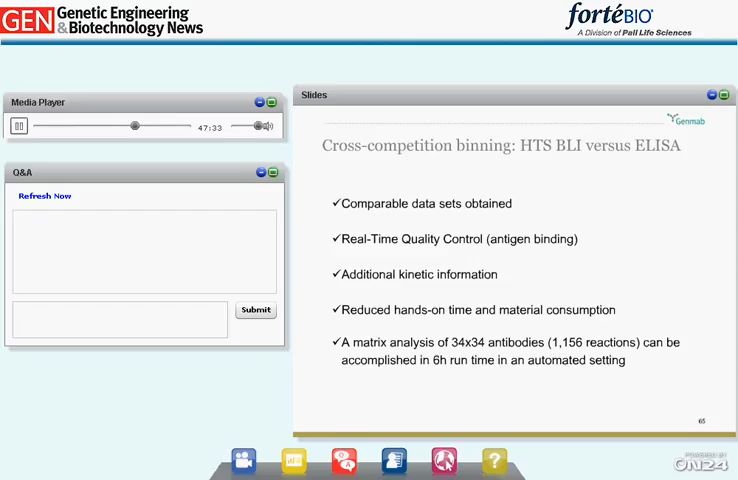 GEN Genetic Engineering
& Biotechnology News
fortéBIO®
A Division of Pall Life Sciences
Media Player
47:33
Q&A
Refresh Now
Submit
Slides
Genmab
Cross-competition binning: HTS BLI versus ELISA
✓Comparable data sets obtained
✓Real-Time Quality Control (antigen binding)
✓Additional kinetic information
✓Reduced hands-on time and material consumption
✓A matrix analysis of 34x34 antibodies (1,156 reactions) can be
accomplished in 6h run time in an automated setting
65
Q
A
?
POWERED BY
ON24